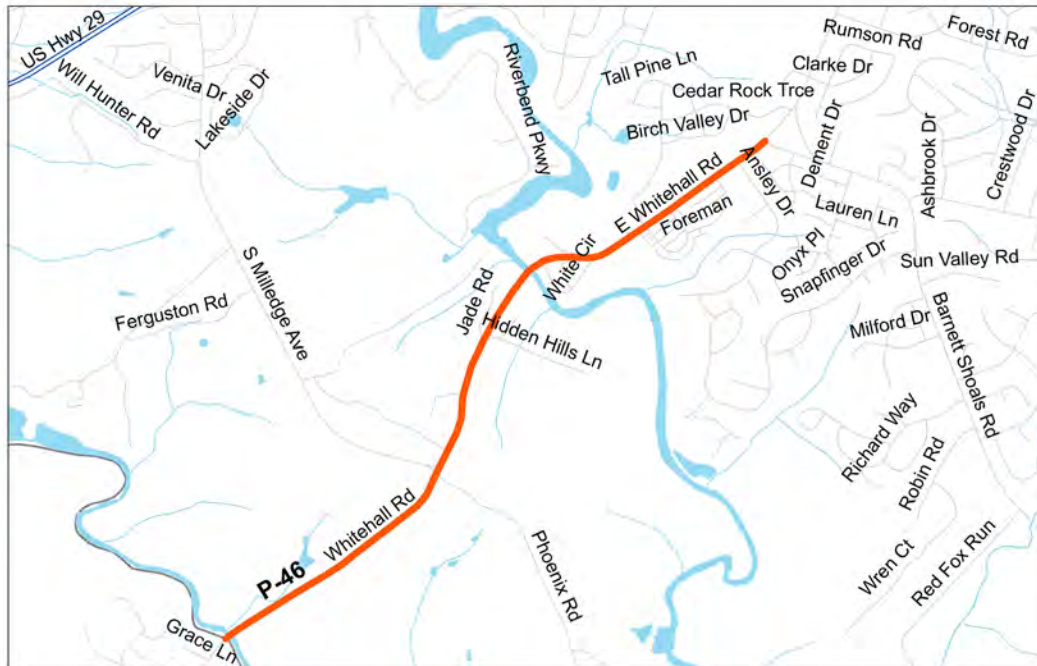 US Hwy 29
Will Hunter Rd
Venita Dr
Lakeside Dr
Riverbend Pkwy
Tall Pine Ln
Rumson Rd
Forest Rd
Clarke Dr
Cedar Rock Trce
Birch Valley Dr
Dement Dr
Ashbrook Dr
Crestwood Dr
E Whitehall Rd
Ansley Dr
Foreman
Lauren Ln
Onyx Pl
Snapfinger Dr
Sun Valley Rd
White Cir
S Milledge Ave
Ferguston Rd
Jade Rd
Hidden Hills Ln
Milford Dr
Barnett Shoals Rd
Richard Way
Robin Rd
Whitehall Rd
P-46
Phoenix Rd
Wren Ct
Red Fox Run
Grace Ln